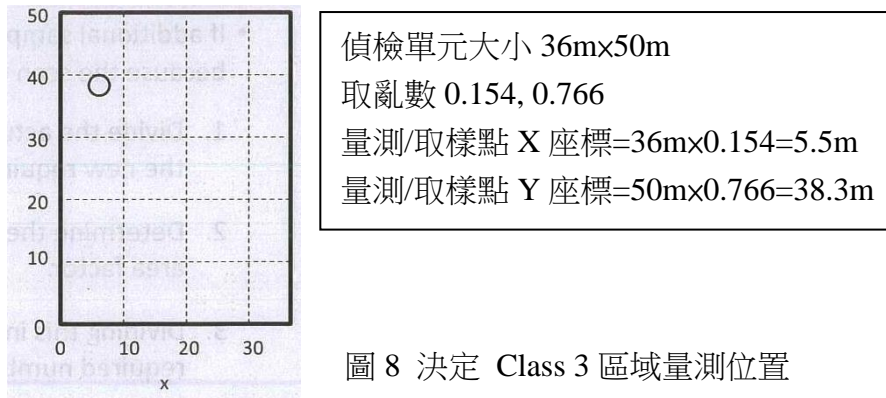 50
40
30
20
10
0
0 10 20 30
x
偵檢單元大小 36m×50m
取亂數 0.154, 0.766
量測/取樣點 X 座標=36m×0.154=5.5m
量測/取樣點 Y 座標=50m×0.766=38.3m
圖 8 決定 Class 3 區域量測位置